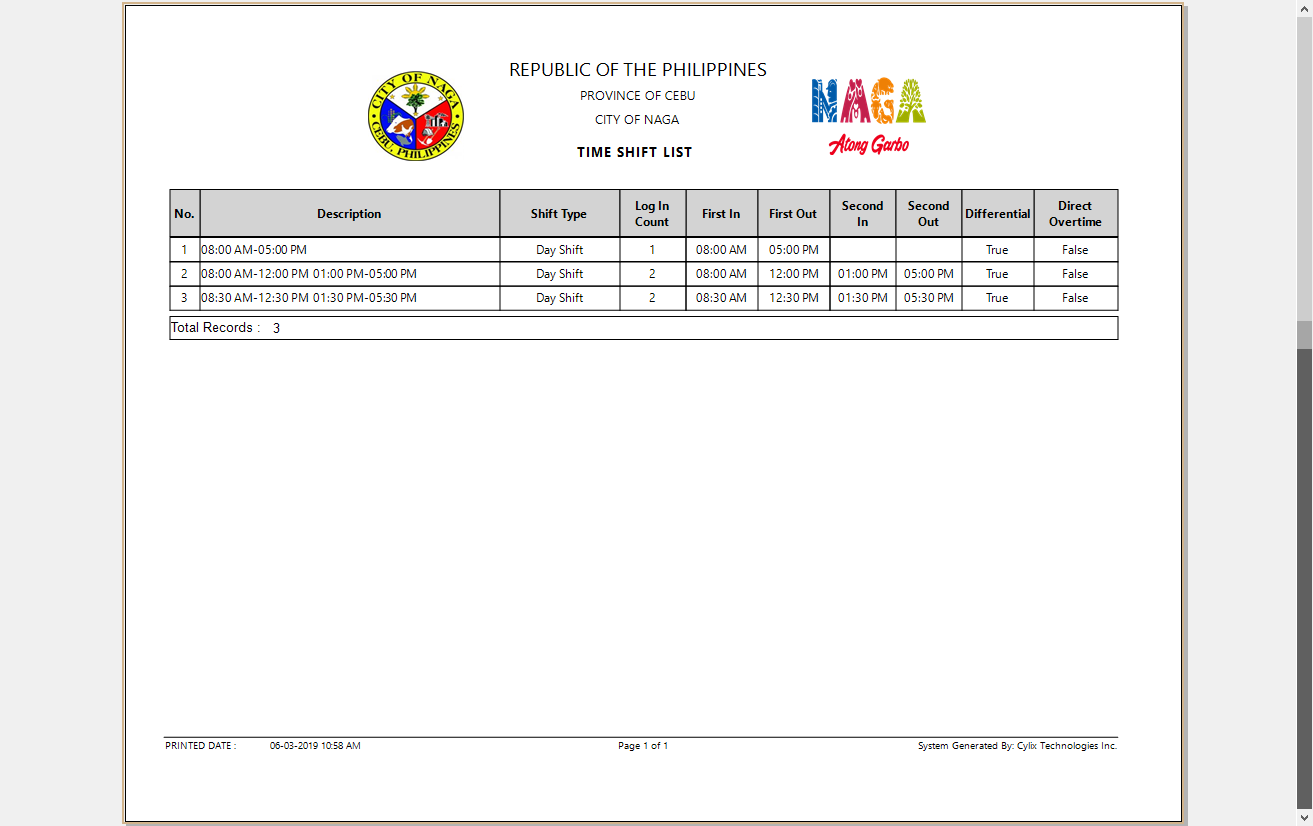 REPUBLIC OF THE PHILIPPINES
PROVINCE OF CEBU
CITY OF NAGA
TIME SHIFT LIST
CITY OF NAGA
CEBU, PHILIPPINES
NAGA
Atong Garbo
No. Description Shift Type Log In Count First In First Out Second In Second Out Differential Direct Overtime
1 08:00 AM-05:00 PM Day Shift 1 08:00 AM 05:00 PM True False
2 08:00 AM-12:00 PM 01:00 PM-05:00 PM Day Shift 2 08:00 AM 12:00 PM 01:00 PM 05:00 PM True False
3 08:30 AM-12:30 PM 01:30 PM-05:30 PM Day Shift 2 08:30 AM 12:30 PM 01:30 PM 05:30 PM True False
Total Records : 3
PRINTED DATE : 06-03-2019 10:58 AM Page 1 of 1 System Generated By: Cylix Technologies Inc.